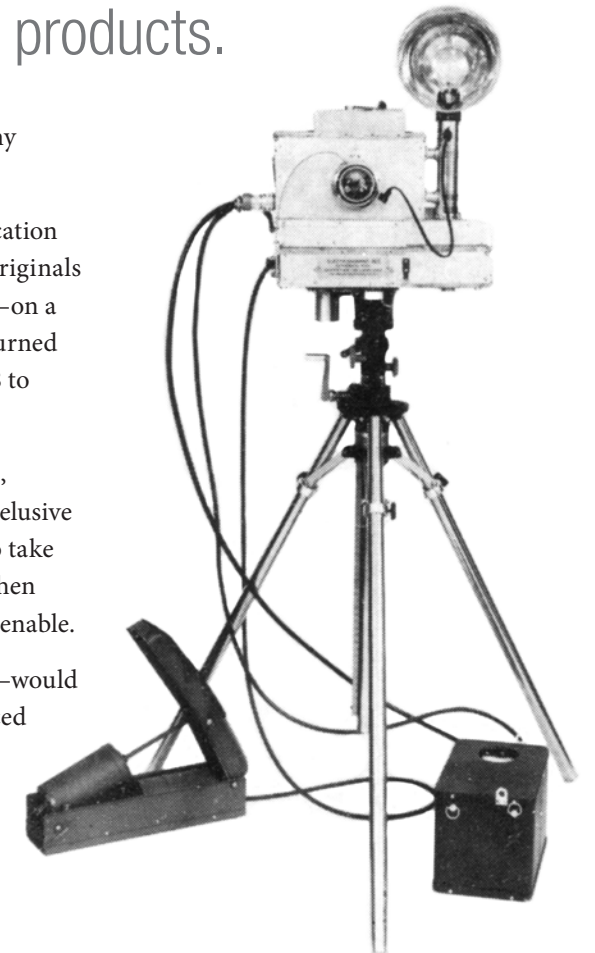 products.
ny
cation
riginals
–on a
urned
to
,
elusive
take
hen
enable.
–would
ed